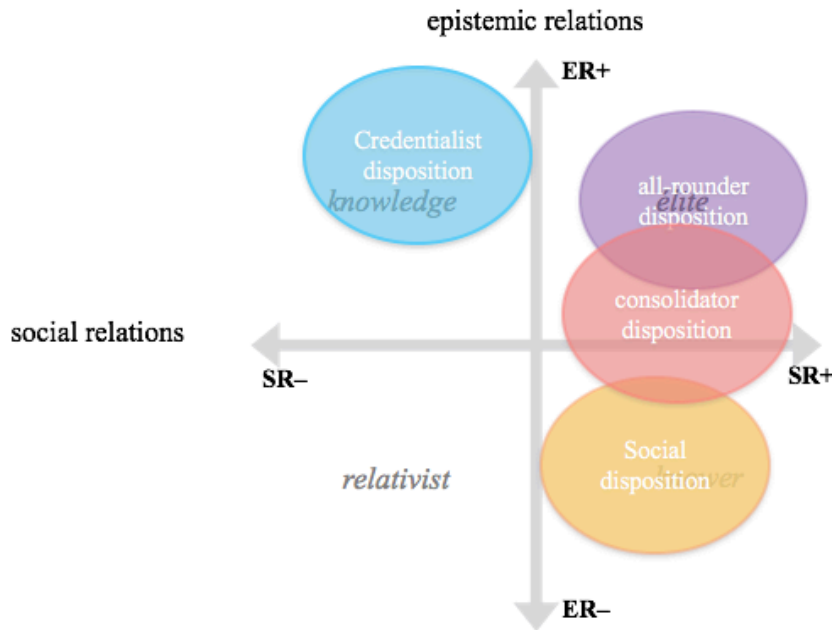 epistemic relations
ER+
Credentialist
disposition
knowledge
all-rounder
élite
disposition
consolidator
disposition
social relations
SR–
SR+
Social
disposition
knower
relativist
ER–